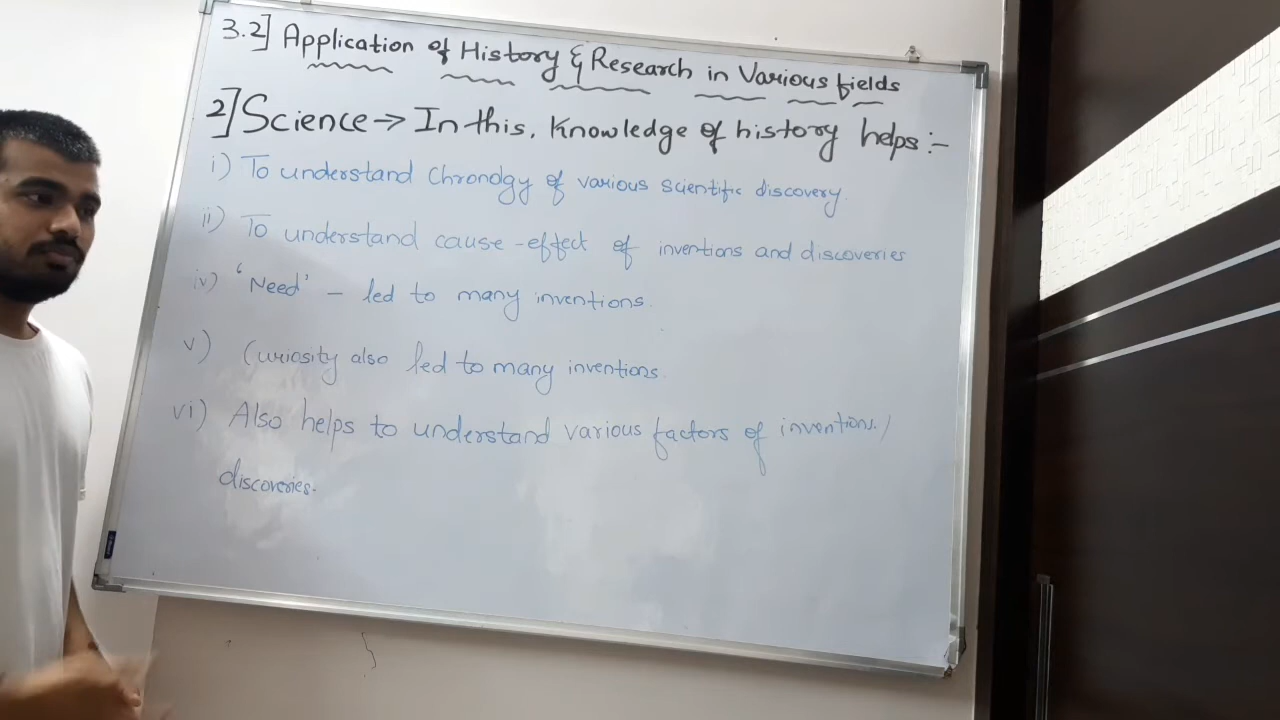 3.2] Application of History & Research in Various fields
2] Science → In this, Knowledge of history helps :-
i) To understand Chronolgy of various scientific discovery.
ii) To understand cause-effect of inventions and discoveries
iv) 'Need' - led to many inventions.
v) Curiosity also led to many inventions.
vi) Also helps to understand various factors of inventions./
discoveries.